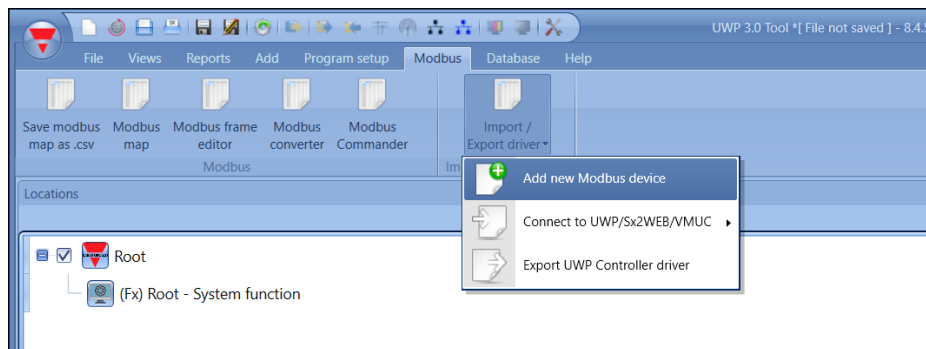 UWP 3.0 Tool *[ File not saved ] - 8.4.5
File Views Reports Add Program setup Modbus Database Help
Save modbus map as .csv
Modbus map
Modbus frame editor
Modbus converter
Modbus Commander
Import / Export driver
Modbus
Im
Add new Modbus device
Locations
Connect to UWP/Sx2WEB/VMUC
Root
Export UWP Controller driver
(Fx) Root - System function